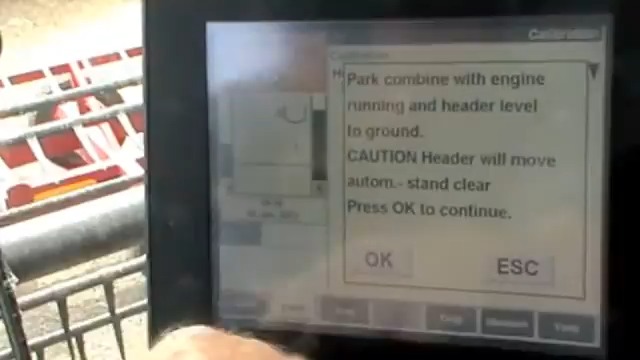 Calibration
Park combine with engine
running and header level
to ground.
CAUTION Header will move
autom.- stand clear
Press OK to continue.
OK
ESC